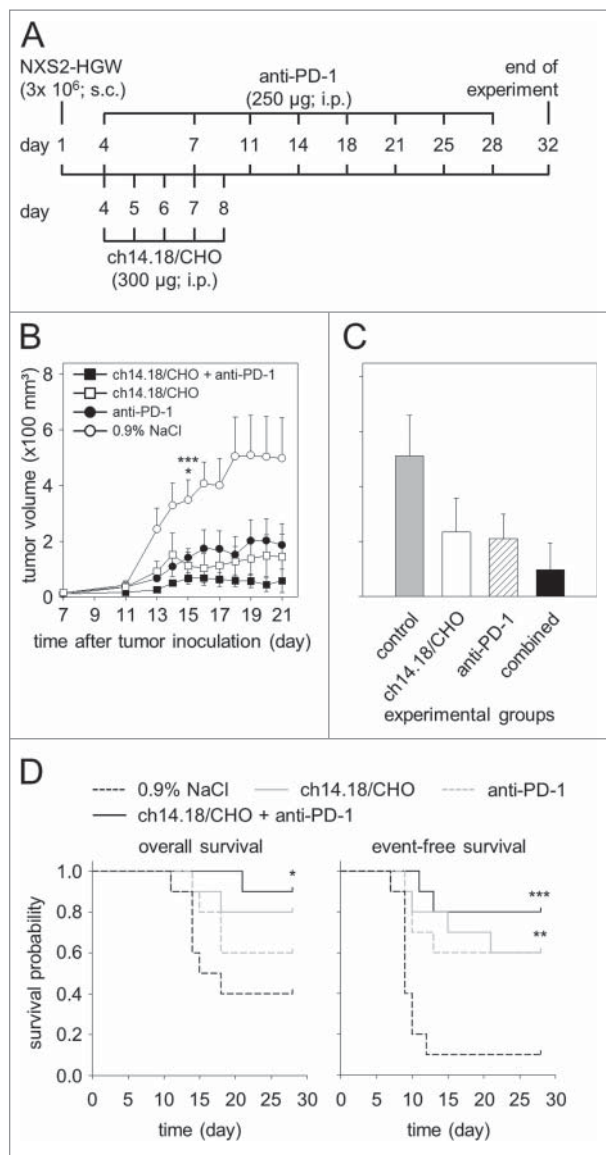 A
NXS2-HGW
(3x 10⁶; s.c.)
anti-PD-1
(250 µg; i.p.)
end of
experiment
day 1 4 7 11 14 18 21 25 28 32
day 4 5 6 7 8
ch14.18/CHO
(300 µg; i.p.)
B
ch14.18/CHO + anti-PD-1
ch14.18/CHO
anti-PD-1
0.9% NaCl
***
*
tumor volume (x100 mm³)
8
6
4
2
0
7 9 11 13 15 17 19 21
time after tumor inoculation (day)
C
control
ch14.18/CHO
anti-PD-1
combined
experimental groups
D
0.9% NaCl ch14.18/CHO anti-PD-1
ch14.18/CHO + anti-PD-1
overall survival event-free survival
survival probability
1.0
0.8
0.6
0.4
0.2
0.0
*
***
**
0 5 10 15 20 25 30 0 5 10 15 20 25 30
time (day) time (day)